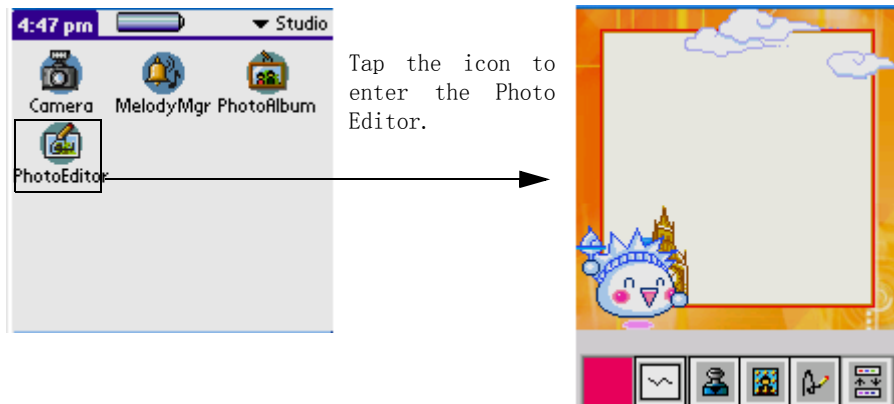 4:47 pm
Studio
Camera
MelodyMgr
PhotoAlbum
PhotoEditor
Tap the icon to
enter the Photo
Editor.